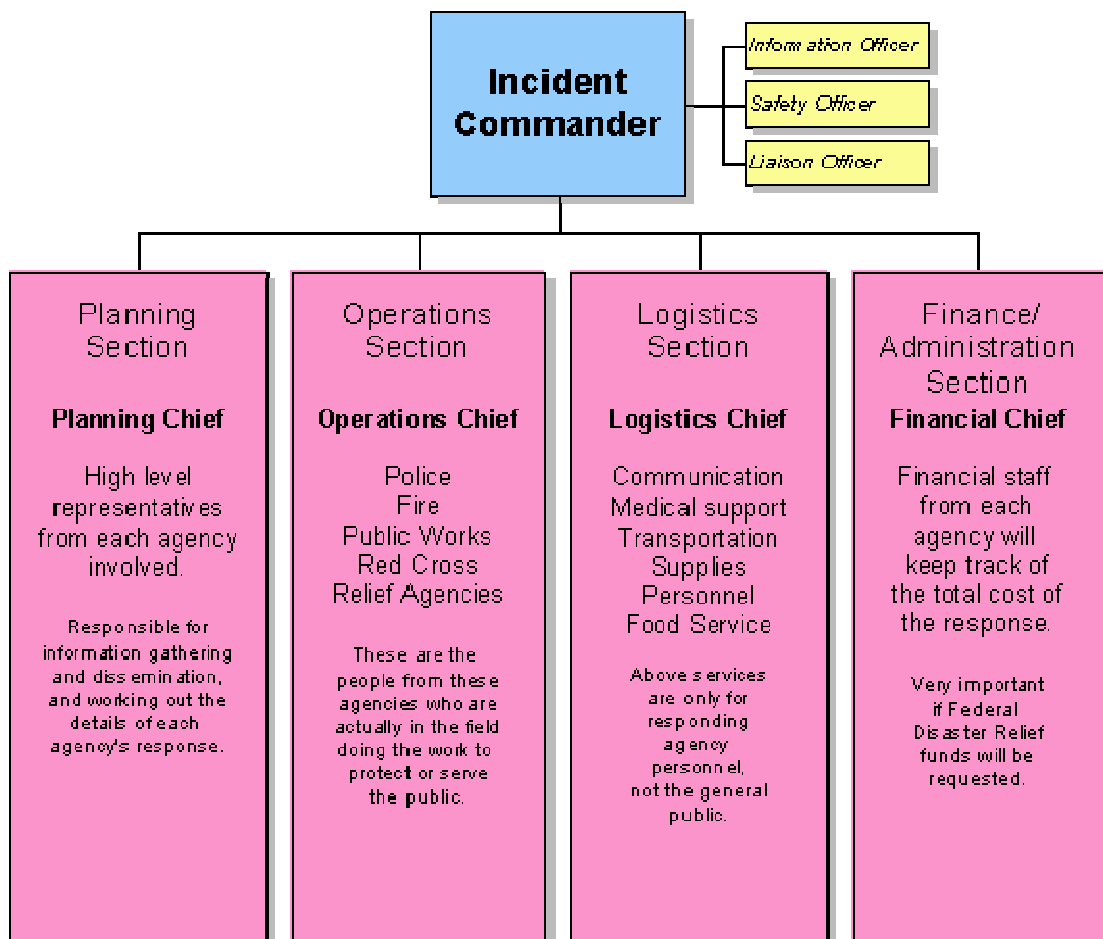 Incident
Commander
Information Officer
Safety Officer
Liaison Officer
Planning
Section
Planning Chief
High level
representatives
from each agency
involved.
Responsible for
information gathering
and dissemination,
and working out the
details of each
agency's response.
Operations
Section
Operations Chief
Police
Fire
Public Works
Red Cross
Relief Agencies
These are the
people from these
agencies who are
actually in the field
doing the work to
protect or serve
the public.
Logistics
Section
Logistics Chief
Communication
Medical support
Transportation
Supplies
Personnel
Food Service
Above services
are only for
responding
agency
personnel,
not the general
public.
Finance/
Administration
Section
Financial Chief
Financial staff
from each
agency will
keep track of
the total cost of
the response.
Very important
if Federal
Disaster Relief
funds will be
requested.